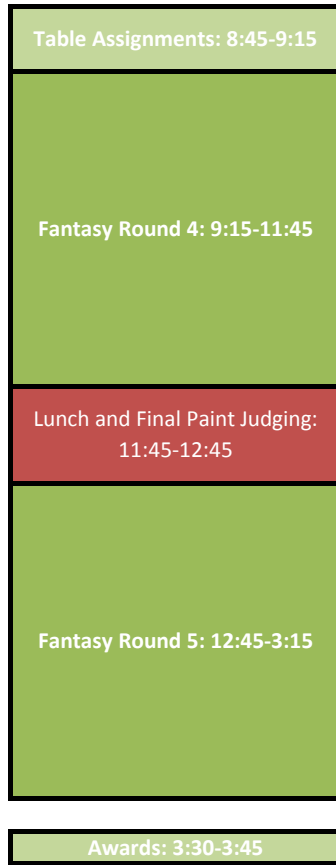 Table Assignments: 8:45-9:15
Fantasy Round 4: 9:15-11:45
Lunch and Final Paint Judging:
11:45-12:45
Fantasy Round 5: 12:45-3:15
Awards: 3:30-3:45